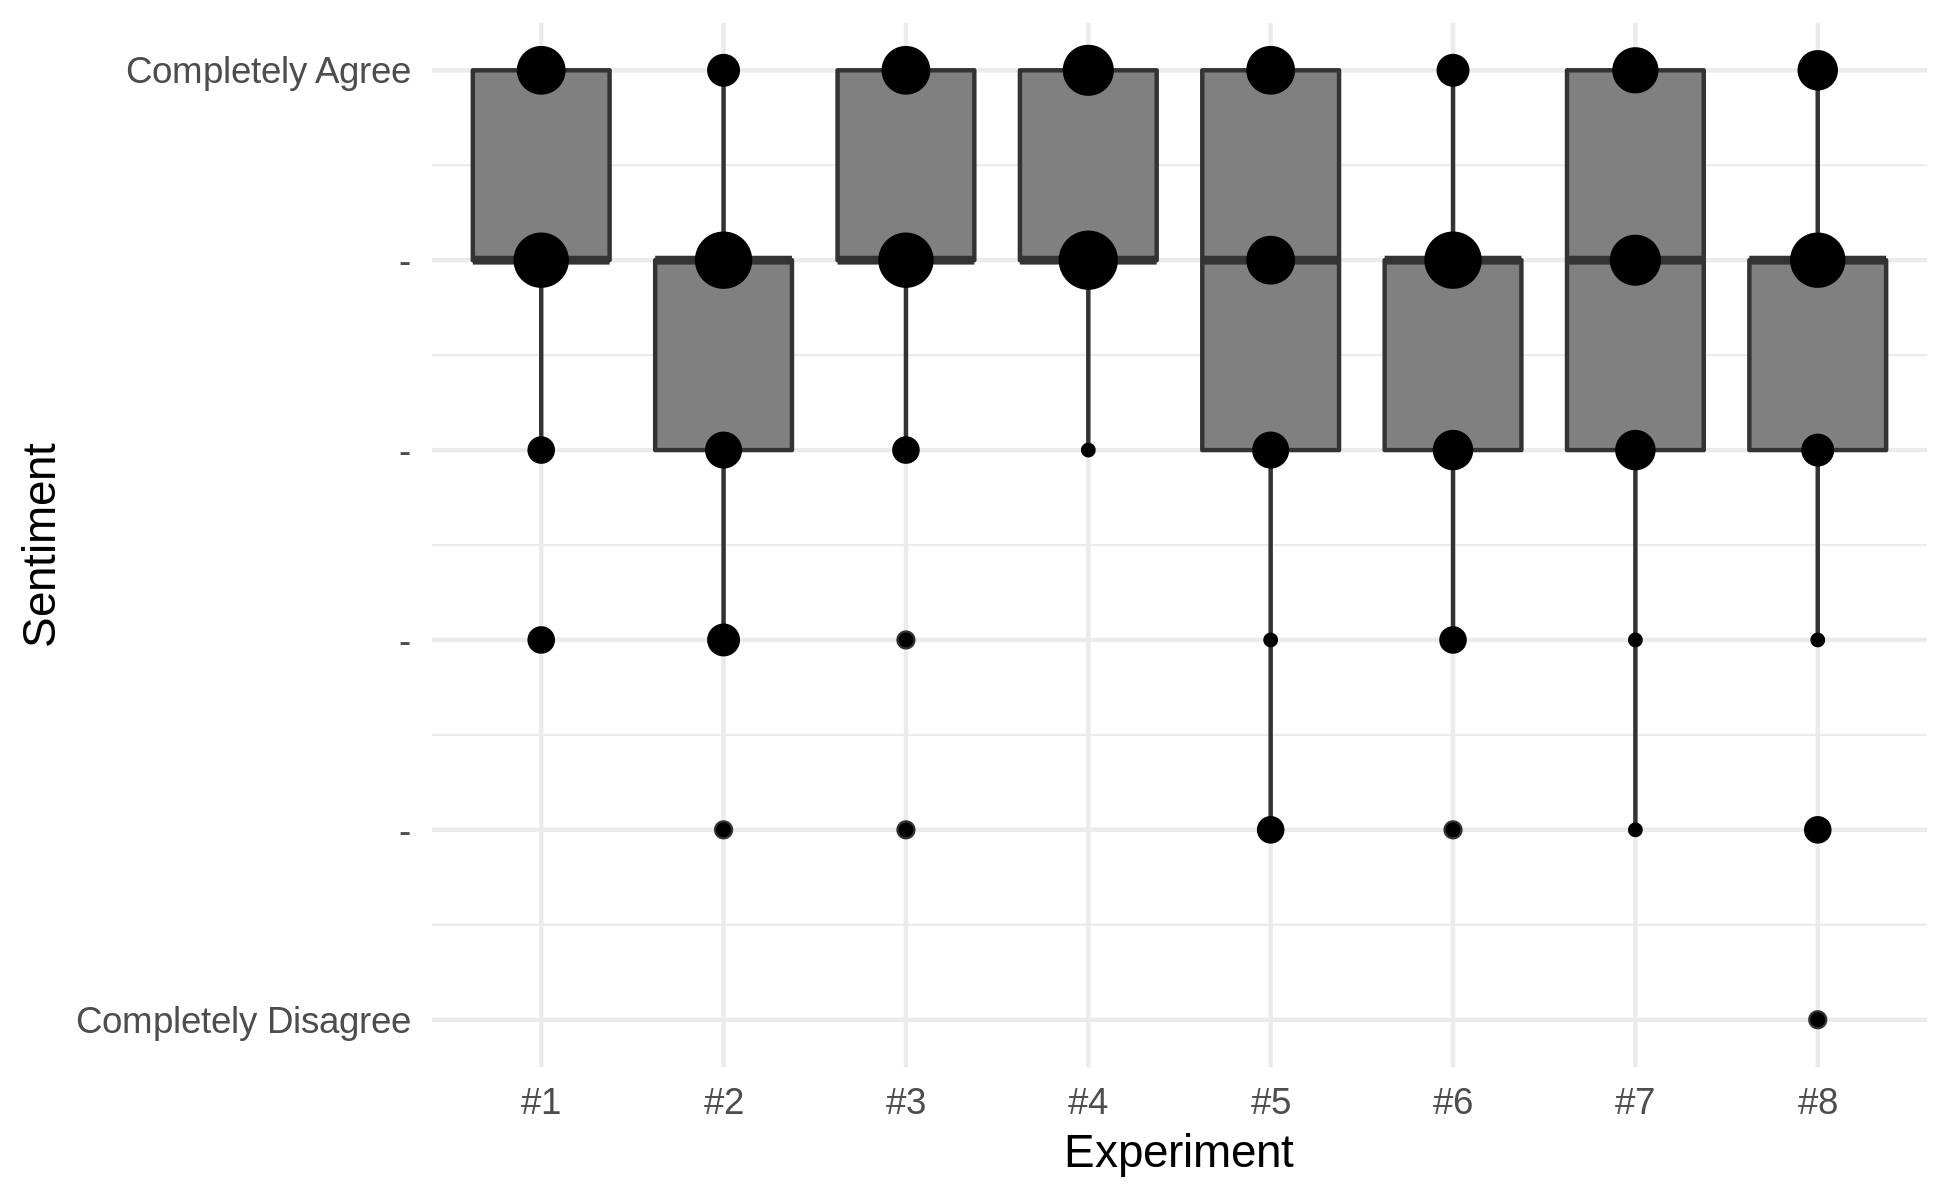 Completely Agree
-
-
-
-
Completely Disagree
Sentiment
#1 #2 #3 #4 #5 #6 #7 #8
Experiment